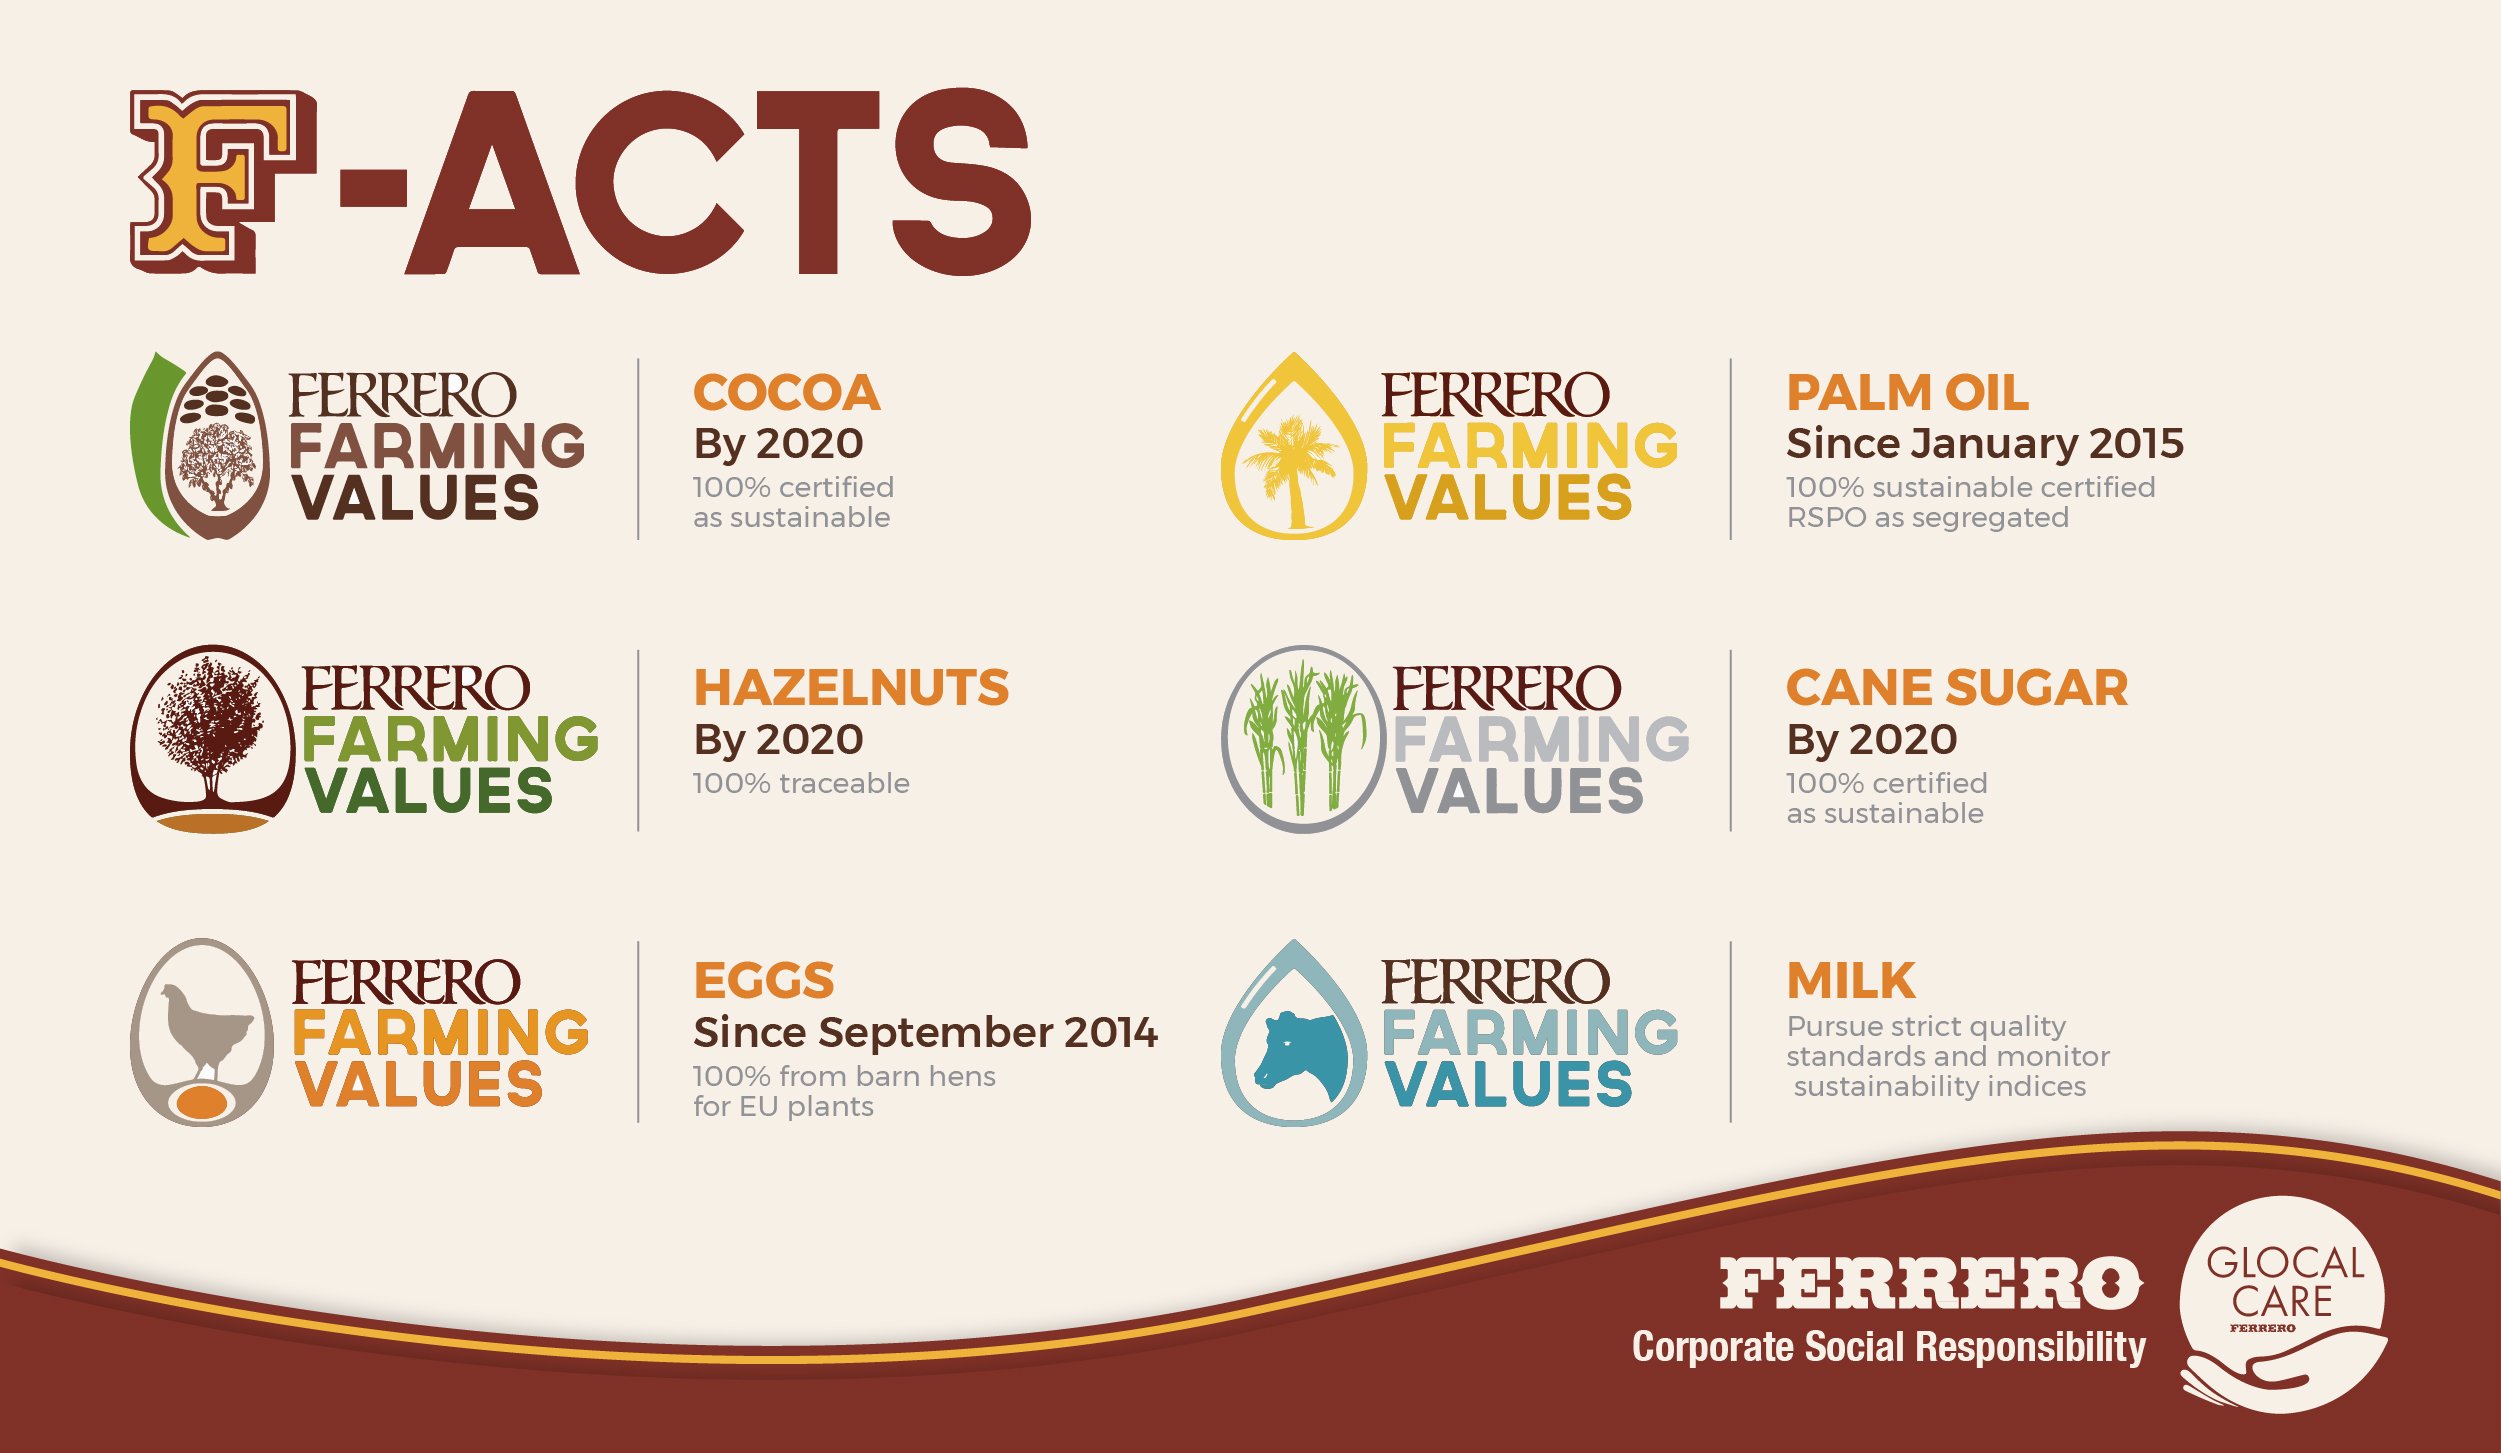 F-ACTS
FERRERO
FARMING
VALUES
COCOA
By 2020
100% certified
as sustainable
FERRERO
FARMING
VALUES
PALM OIL
Since January 2015
100% sustainable certified
RSPO as segregated
FERRERO
FARMING
VALUES
HAZELNUTS
By 2020
100% traceable
FERRERO
FARMING
VALUES
CANE SUGAR
By 2020
100% certified
as sustainable
FERRERO
FARMING
VALUES
EGGS
Since September 2014
100% from barn hens
for EU plants
FERRERO
FARMING
VALUES
MILK
Pursue strict quality
standards and monitor
sustainability indices
FERRERO
Corporate Social Responsibility
GLOCAL
CARE
FERRERO